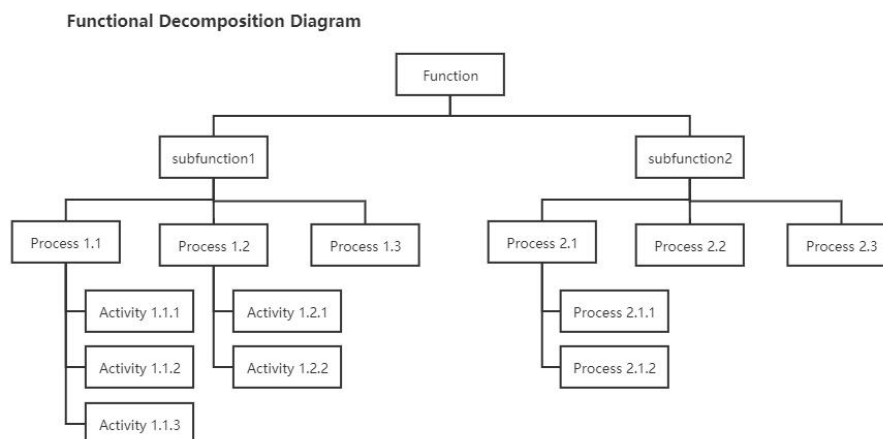 Functional Decomposition Diagram
Function
subfunction1
subfunction2
Process 1.1
Process 1.2
Process 1.3
Process 2.1
Process 2.2
Process 2.3
Activity 1.1.1
Activity 1.2.1
Process 2.1.1
Activity 1.1.2
Activity 1.2.2
Process 2.1.2
Activity 1.1.3